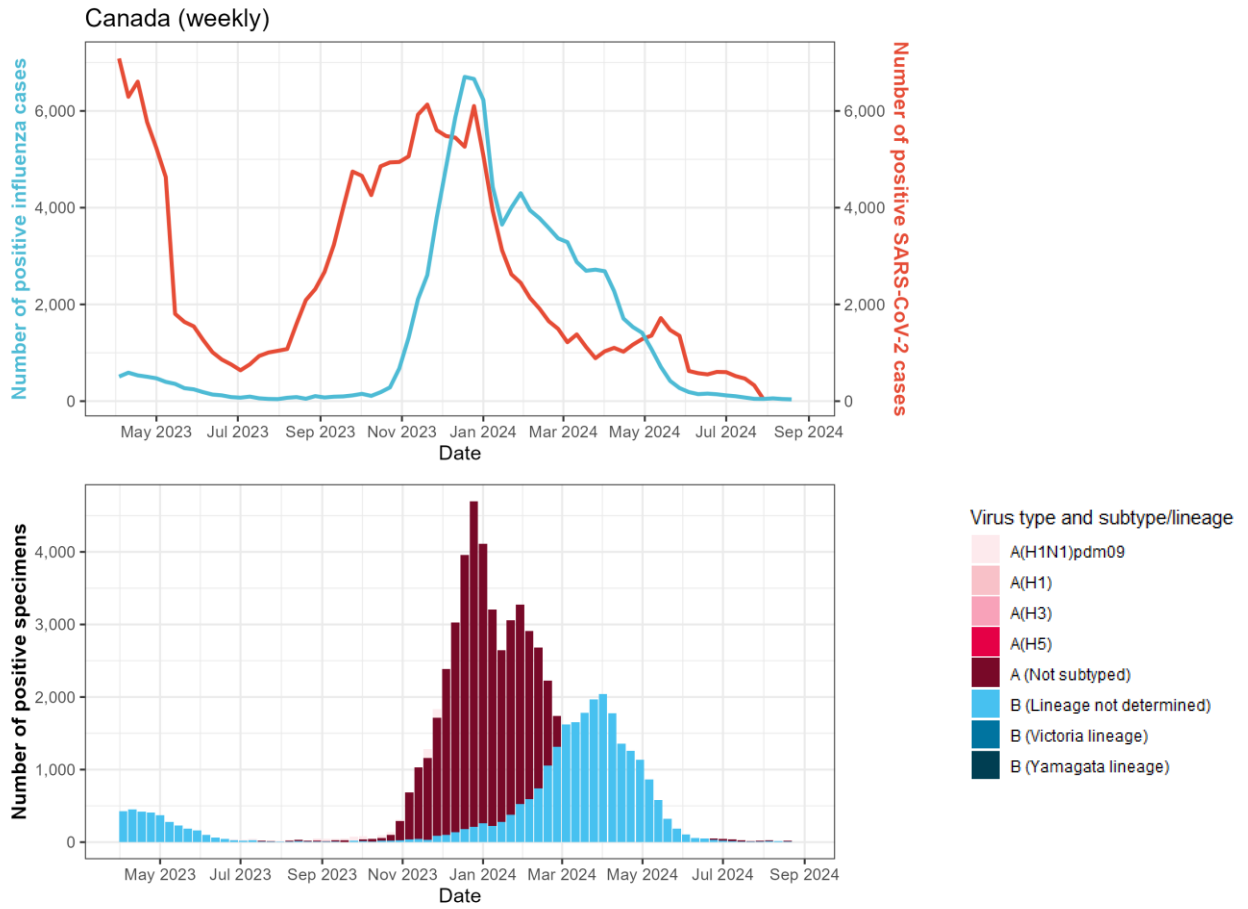 Canada (weekly)
Number of positive influenza cases
6,000
4,000
2,000
0
6,000
4,000
2,000
0
Number of positive SARS-CoV-2 cases
May 2023 Jul 2023 Sep 2023 Nov 2023 Jan 2024 Mar 2024 May 2024 Jul 2024 Sep 2024
Date
Number of positive specimens
4,000
3,000
2,000
1,000
0
May 2023 Jul 2023 Sep 2023 Nov 2023 Jan 2024 Mar 2024 May 2024 Jul 2024 Sep 2024
Date
Virus type and subtype/lineage
A(H1N1)pdm09
A(H1)
A(H3)
A(H5)
A (Not subtyped)
B (Lineage not determined)
B (Victoria lineage)
B (Yamagata lineage)